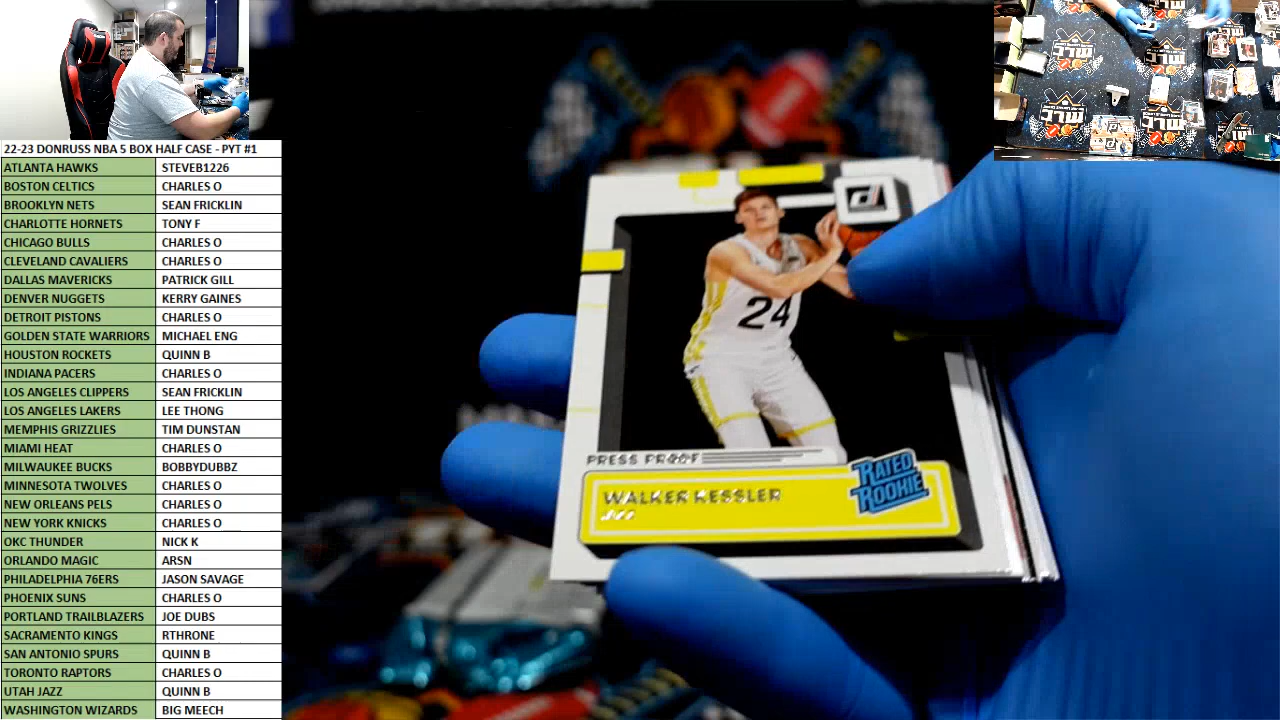 22-23 DONRUSS NBA 5 BOX HALF CASE - PYT #1
ATLANTA HAWKS STEVEB1226
BOSTON CELTICS CHARLES O
BROOKLYN NETS SEAN FRICKLIN
CHARLOTTE HORNETS TONY F
CHICAGO BULLS CHARLES O
CLEVELAND CAVALIERS CHARLES O
DALLAS MAVERICKS PATRICK GILL
DENVER NUGGETS KERRY GAINES
DETROIT PISTONS CHARLES O
GOLDEN STATE WARRIORS MICHAEL ENG
HOUSTON ROCKETS QUINN B
INDIANA PACERS CHARLES O
LOS ANGELES CLIPPERS SEAN FRICKLIN
LOS ANGELES LAKERS LEE THONG
MEMPHIS GRIZZLIES TIM DUNSTAN
MIAMI HEAT CHARLES O
MILWAUKEE BUCKS BOBBYDUBBZ
MINNESOTA TWOLVES CHARLES O
NEW ORLEANS PELS CHARLES O
NEW YORK KNICKS CHARLES O
OKC THUNDER NICK K
ORLANDO MAGIC ARSN
PHILADELPHIA 76ERS JASON SAVAGE
PHOENIX SUNS CHARLES O
PORTLAND TRAILBLAZERS JOE DUBS
SACRAMENTO KINGS RTHRONE
SAN ANTONIO SPURS QUINN B
TORONTO RAPTORS CHARLES O
UTAH JAZZ QUINN B
WASHINGTON WIZARDS BIG MEECH
24
PRESS PROOF
RATED
ROOKIE
WALKER KESSLER